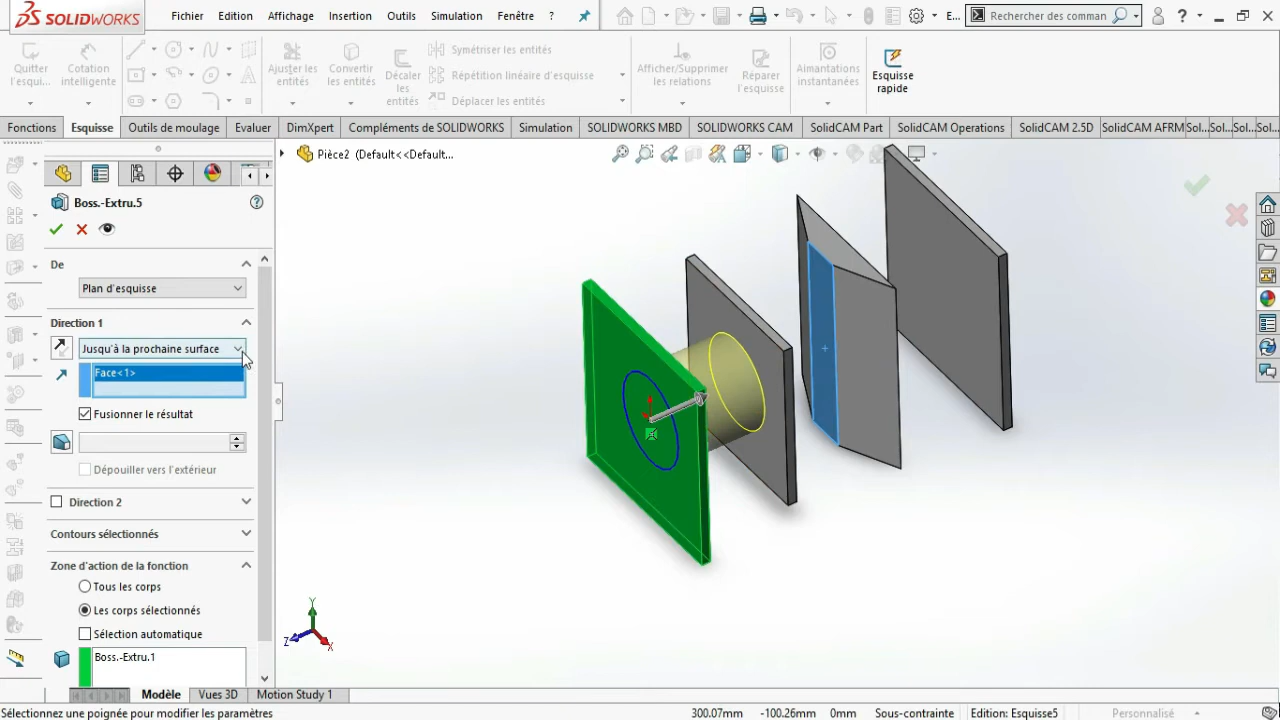 SOLIDWORKS
Fichier Edition Affichage Insertion Outils Simulation Fenêtre ?
E...
Rechercher des comman
?
Quitter l'esqui...
Cotation intelligente
Ajuster les entités
Convertir les entités
Décaler les entités
Symétriser les entités
Répétition linéaire d'esquisse
Déplacer les entités
Afficher/Supprimer les relations
Réparer l'esquisse
Aimantations instantanées
Esquisse rapide
Fonctions Esquisse Outils de moulage Evaluer DimXpert Compléments de SOLIDWORKS Simulation SOLIDWORKS MBD SOLIDWORKS CAM SolidCAM Part SolidCAM Operations SolidCAM 2.5D SolidCAM AFRM Sol... Sol... Sol... Sol...
Pièce2 (Default<<Default...
Boss.-Extru.5
De
Plan d'esquisse
Direction 1
Jusqu'à la prochaine surface
Face<1>
Fusionner le résultat
Dépouiller vers l'extérieur
Direction 2
Contours sélectionnés
Zone d'action de la fonction
Tous les corps
Les corps sélectionnés
Sélection automatique
Boss.-Extru.1
Y
Z
X
Modèle Vues 3D Motion Study 1
Sélectionnez une poignée pour modifier les paramètres 300.07mm -100.26mm 0mm Sous-contrainte Edition: Esquisse5 Personnalisé